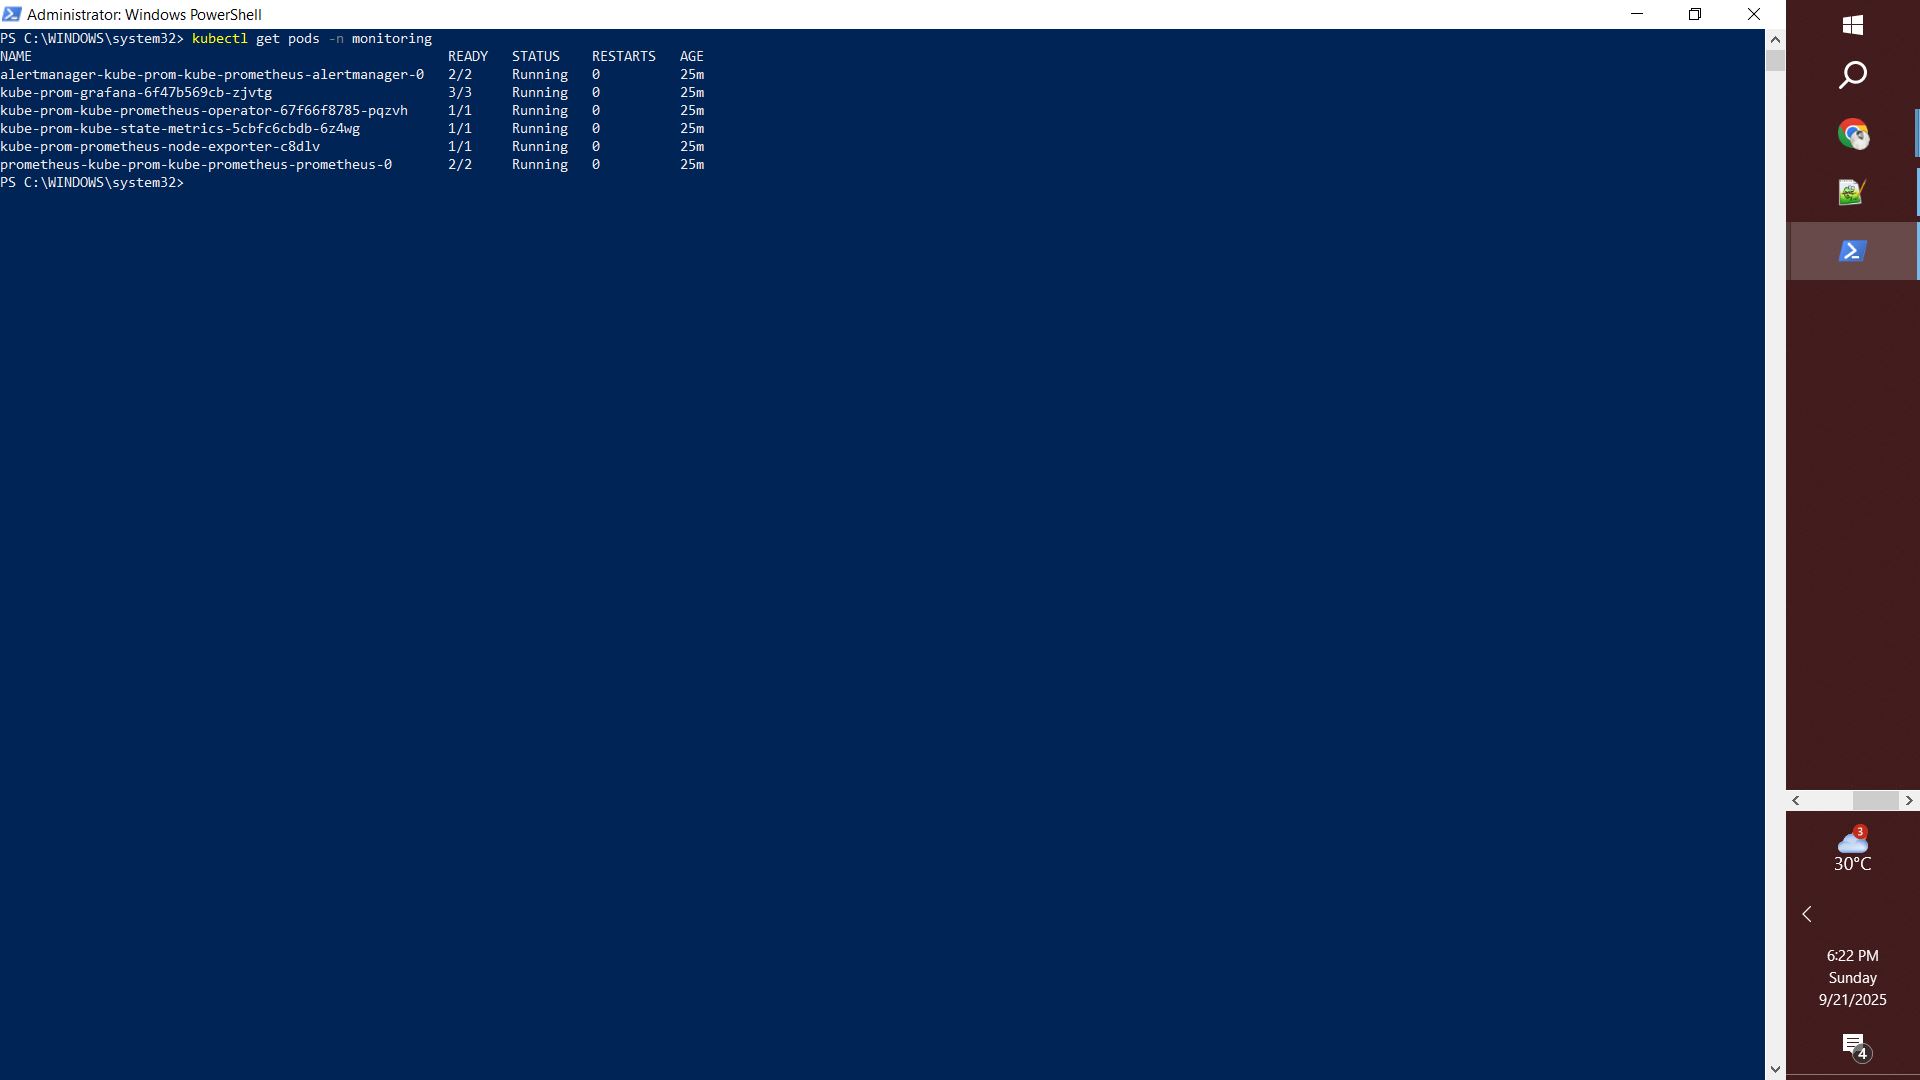 Administrator: Windows PowerShell
PS C:\WINDOWS\system32> kubectl get pods -n monitoring
NAME READY STATUS RESTARTS AGE
alertmanager-kube-prom-kube-prometheus-alertmanager-0 2/2 Running 0 25m
kube-prom-grafana-6f47b569cb-zjvtg 3/3 Running 0 25m
kube-prom-kube-prometheus-operator-67f66f8785-pqzvh 1/1 Running 0 25m
kube-prom-kube-state-metrics-5cbfc6cbdb-6z4wg 1/1 Running 0 25m
kube-prom-prometheus-node-exporter-c8dlv 1/1 Running 0 25m
prometheus-kube-prom-kube-prometheus-prometheus-0 2/2 Running 0 25m
PS C:\WINDOWS\system32>
3
30°C
6:22 PM
Sunday
9/21/2025
4